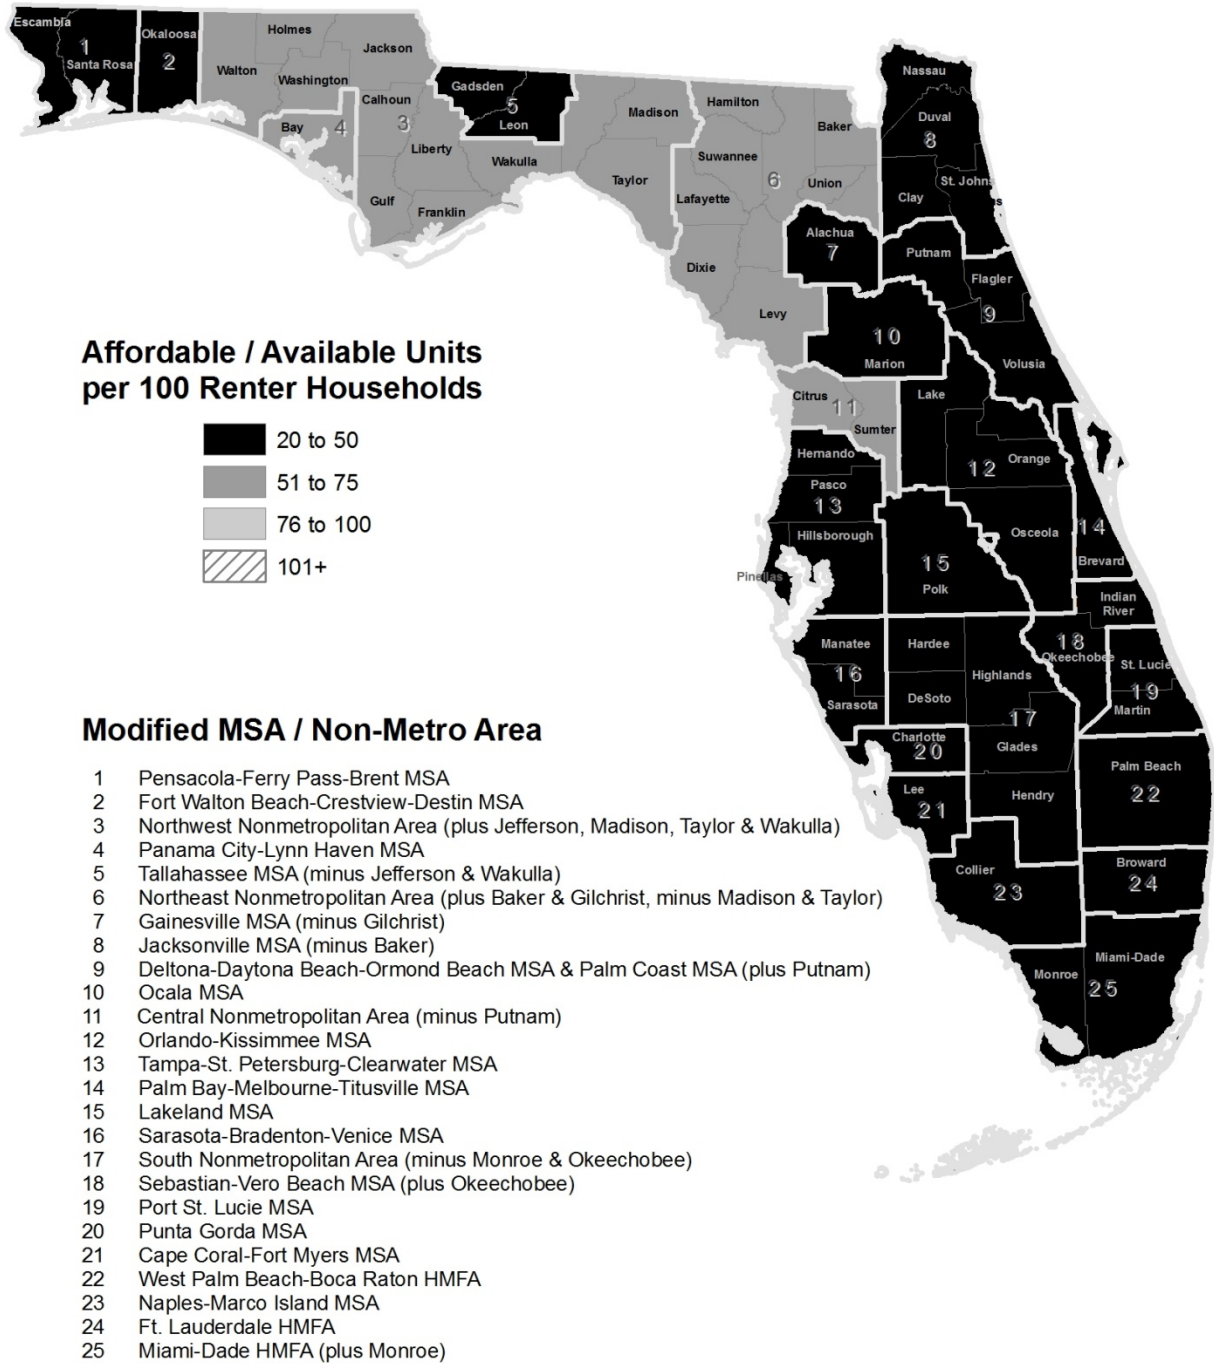 Escambia
Okaloosa
Holmes
Jackson
1
Santa Rosa
2
Walton
Washington
Gadsden
5
Leon
Calhoun
3
Bay
4
Liberty
Wakulla
Gulf
Franklin
Madison
Taylor
Hamilton
Baker
Suwannee
6
Union
Lafayette
Dixie
Levy
Alachua
7
Nassau
Duval
8
St. Johns
Clay
Putnam
Flagler
9
Volusia
10
Marion
Citrus
11
Sumter
Lake
Orange
12
Osceola
Hernando
Pasco
13
Hillsborough
Pinellas
14
Brevard
15
Polk
Indian
River
18
Okeechobee
St. Lucie
19
Martin
Manatee
16
Sarasota
Hardee
Highlands
DeSoto
17
Glades
Charlotte
20
Lee
21
Hendry
Palm Beach
22
Collier
23
Broward
24
Monroe
Miami-Dade
25
Affordable / Available Units
per 100 Renter Households
20 to 50
51 to 75
76 to 100
101+
Modified MSA / Non-Metro Area
1 Pensacola-Ferry Pass-Brent MSA
2 Fort Walton Beach-Crestview-Destin MSA
3 Northwest Nonmetropolitan Area (plus Jefferson, Madison, Taylor & Wakulla)
4 Panama City-Lynn Haven MSA
5 Tallahassee MSA (minus Jefferson & Wakulla)
6 Northeast Nonmetropolitan Area (plus Baker & Gilchrist, minus Madison & Taylor)
7 Gainesville MSA (minus Gilchrist)
8 Jacksonville MSA (minus Baker)
9 Deltona-Daytona Beach-Ormond Beach MSA & Palm Coast MSA (plus Putnam)
10 Ocala MSA
11 Central Nonmetropolitan Area (minus Putnam)
12 Orlando-Kissimmee MSA
13 Tampa-St. Petersburg-Clearwater MSA
14 Palm Bay-Melbourne-Titusville MSA
15 Lakeland MSA
16 Sarasota-Bradenton-Venice MSA
17 South Nonmetropolitan Area (minus Monroe & Okeechobee)
18 Sebastian-Vero Beach MSA (plus Okeechobee)
19 Port St. Lucie MSA
20 Punta Gorda MSA
21 Cape Coral-Fort Myers MSA
22 West Palm Beach-Boca Raton HMFA
23 Naples-Marco Island MSA
24 Ft. Lauderdale HMFA
25 Miami-Dade HMFA (plus Monroe)